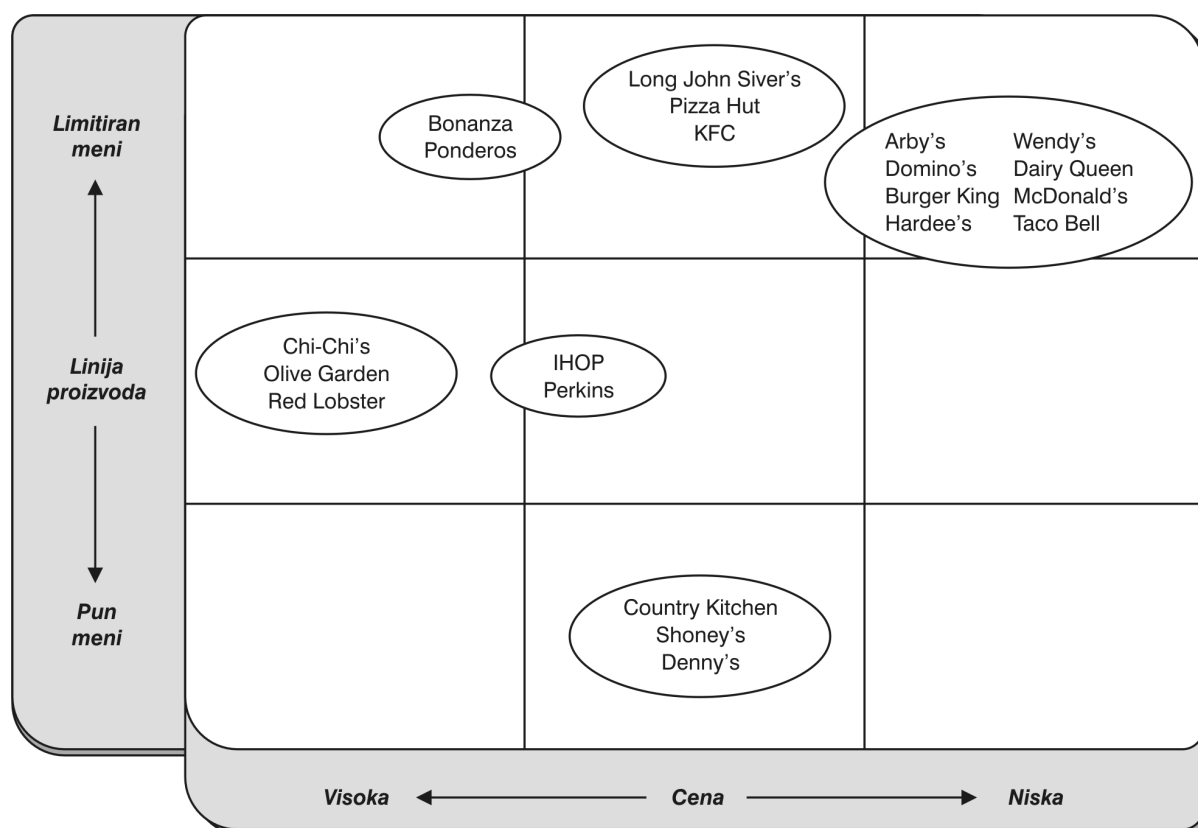 Limitiran
meni
Linija
proizvoda
Pun
meni
Bonanza
Ponderos
Long John Siver's
Pizza Hut
KFC
Arby's Wendy's
Domino's Dairy Queen
Burger King McDonald's
Hardee's Taco Bell
Chi-Chi's
Olive Garden
Red Lobster
IHOP
Perkins
Country Kitchen
Shoney's
Denny's
Visoka Cena Niska